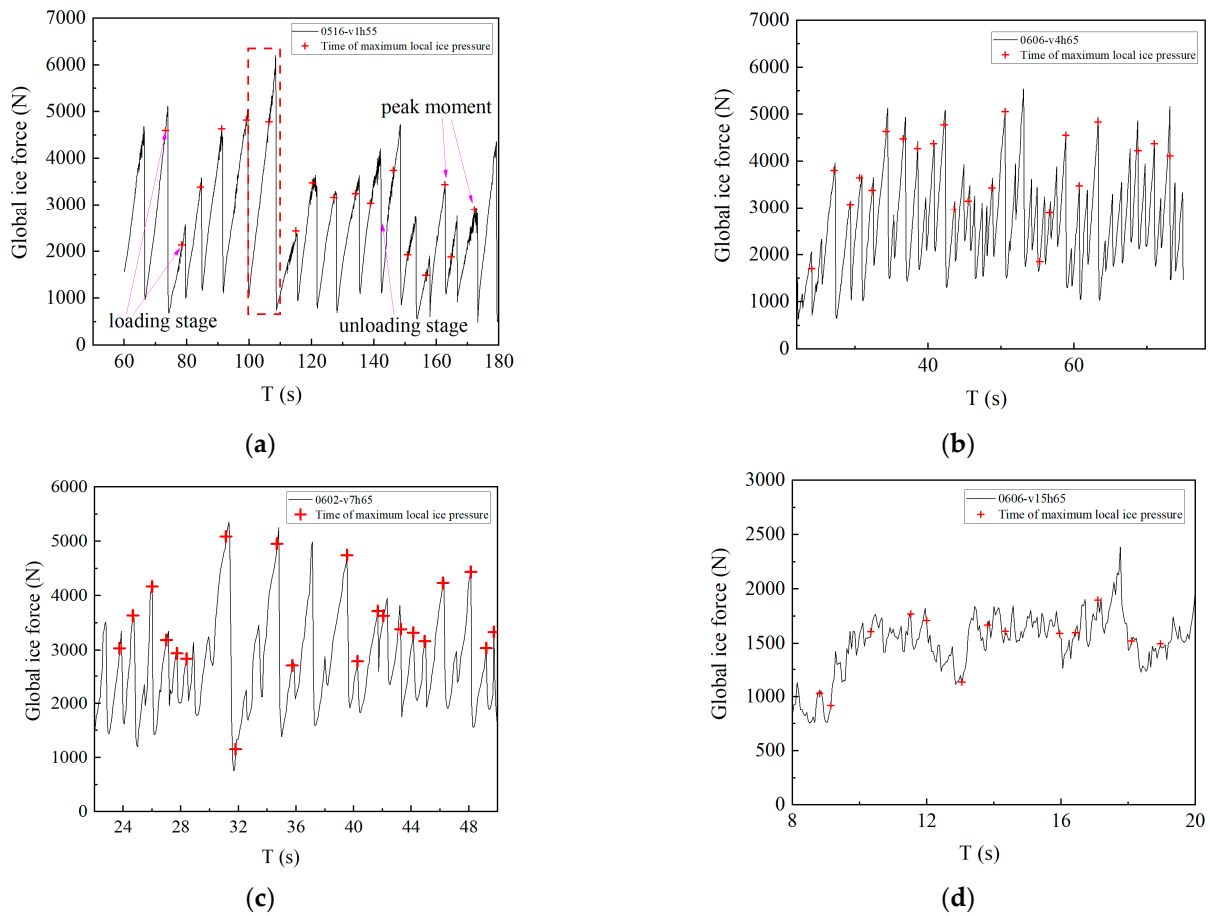 7000
6000
5000
4000
3000
2000
1000
0
Global ice force (N)
0516-v1h55
Time of maximum local ice pressure
peak moment
loading stage
unloading stage
60 80 100 120 140 160 180
T (s)
(a)
7000
6000
5000
4000
3000
2000
1000
0
Global ice force (N)
0606-v4h65
Time of maximum local ice pressure
40 60
T (s)
(b)
6000
5000
4000
3000
2000
1000
0
Global ice force (N)
0602-v7h65
Time of maximum local ice pressure
24 28 32 36 40 44 48
T (s)
(c)
3000
2500
2000
1500
1000
500
0
Global ice force (N)
0606-v15h65
Time of maximum local ice pressure
8 12 16 20
T (s)
(d)